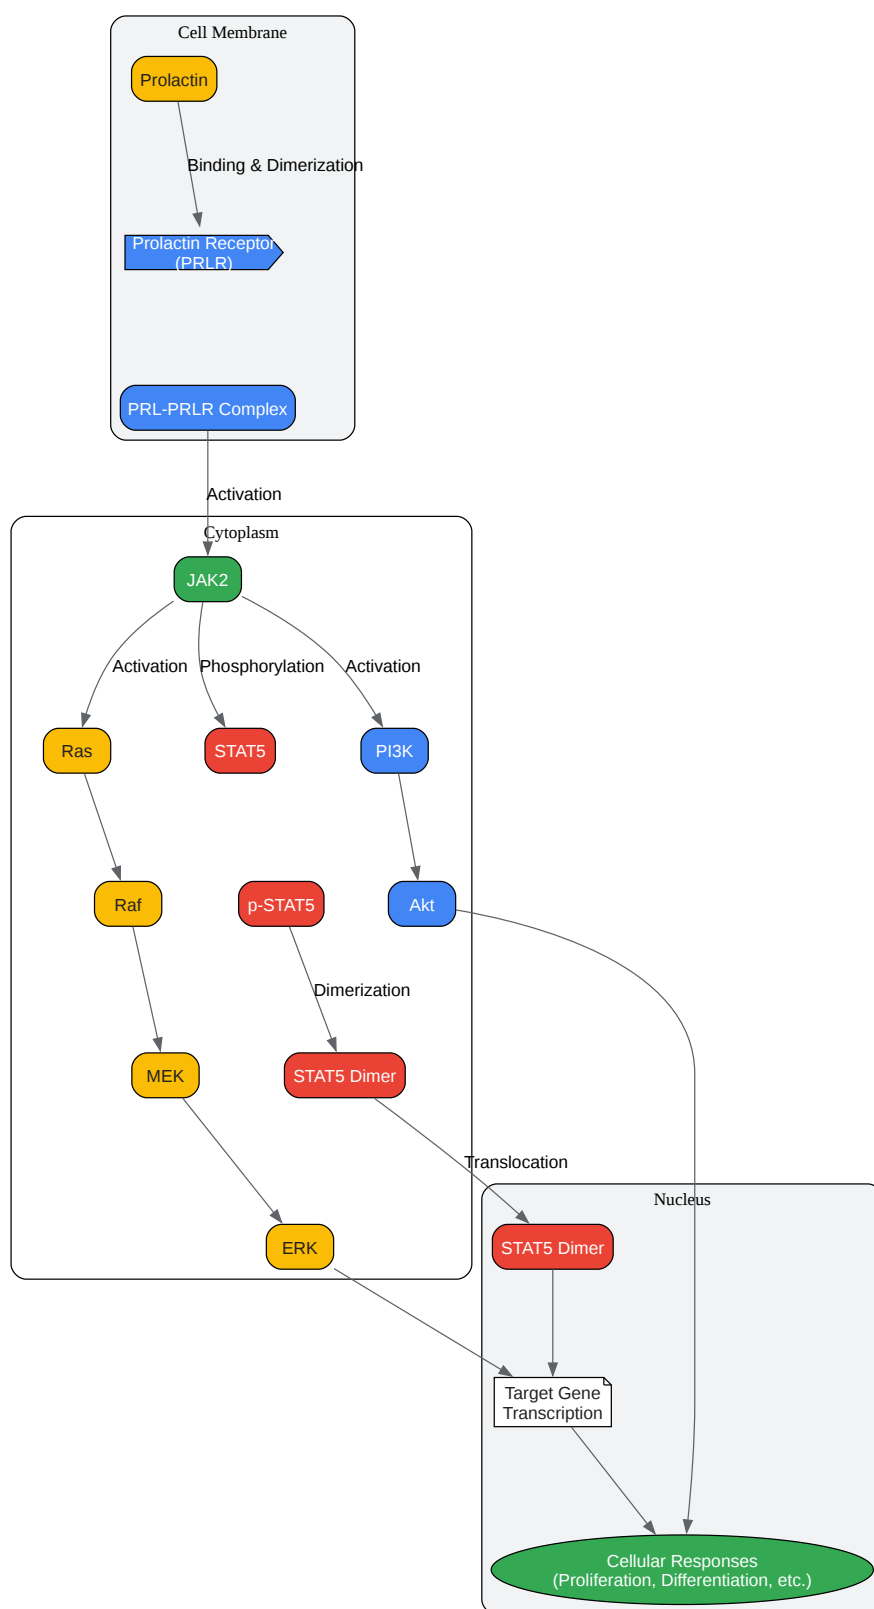 Cell Membrane
Prolactin
Binding & Dimerization
Prolactin Receptor
(PRLR)
PRL-PRLR Complex
Activation
Cytoplasm
JAK2
Activation
Phosphorylation
Activation
Ras
STAT5
PI3K
Raf
p-STAT5
Akt
Dimerization
MEK
STAT5 Dimer
Translocation
Nucleus
ERK
STAT5 Dimer
Target Gene
Transcription
Cellular Responses
(Proliferation, Differentiation, etc.)